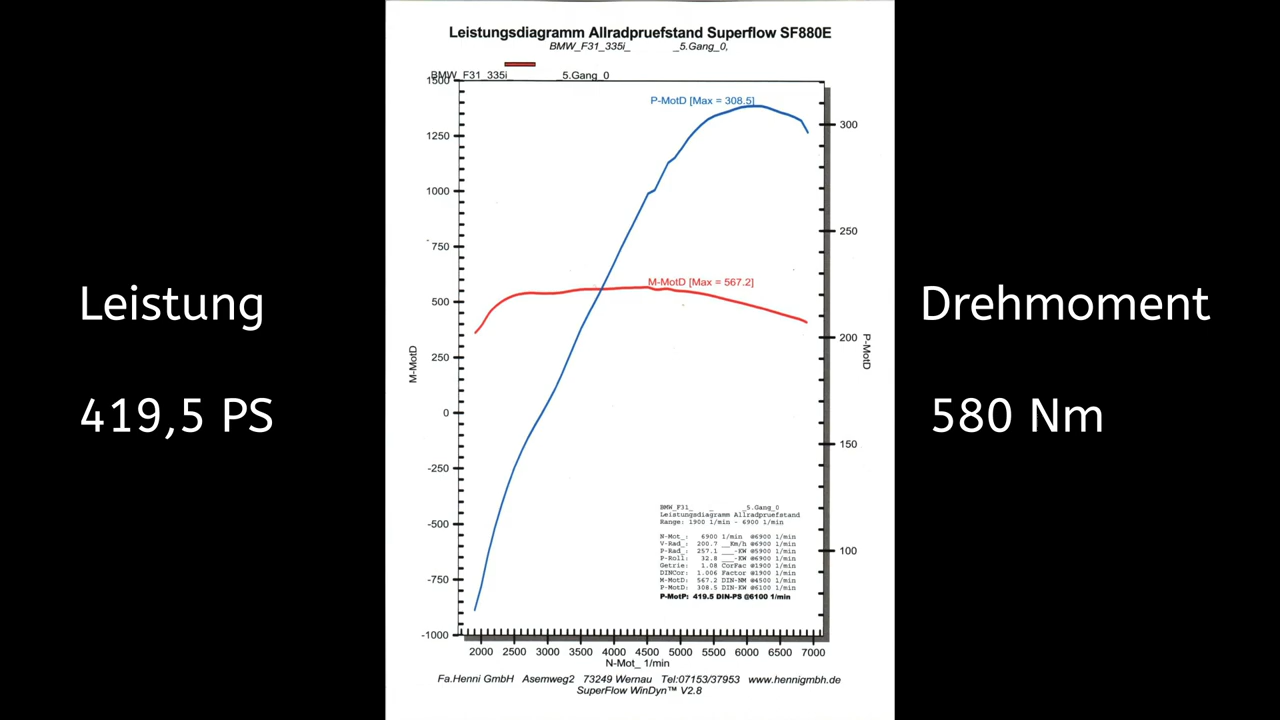 Leistungsdiagramm Allradpruefstand Superflow SF880E
BMW_F31_335i_ _5.Gang_0,
BMW_F31_335i_ _5.Gang_0
P-MotD [Max = 308.5]
M-MotD [Max = 567.2]
1500
1250
1000
750
500
250
0
-250
-500
-750
-1000
M-MotD
300
250
200
150
100
P-MotD
2000 2500 3000 3500 4000 4500 5000 5500 6000 6500 7000
N-Mot_ 1/min
BMW_F31_ _ _5.Gang_0
Leistungsdiagramm Allradpruefstand
Range: 1900 1/min - 6900 1/min
N-Mot_: 6900 1/min @6900 1/min
V-Rad_: 200.7 __Km/h @6900 1/min
P-Rad_: 257.1 ___-KW @5900 1/min
P-Roll: 32.8 ___-KW @6900 1/min
Getrie: 1.08 CorFac @1900 1/min
DINCor: 1.006 Factor @1900 1/min
M-MotD: 567.2 DIN-NM @4500 1/min
P-MotD: 308.5 DIN-KW @6100 1/min
P-MotP: 419.5 DIN-PS @6100 1/min
Fa.Henni GmbH Asemweg2 73249 Wernau Tel:07153/37953 www.hennigmbh.de
SuperFlow WinDyn™ V2.8
Leistung
419,5 PS
Drehmoment
580 Nm